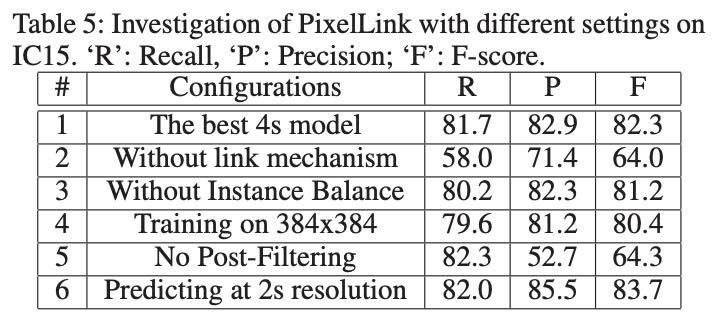 Table 5: Investigation of PixelLink with different settings on
IC15. ‘R’: Recall, ‘P’: Precision; ‘F’: F-score.
# Configurations R P F
1 The best 4s model 81.7 82.9 82.3
2 Without link mechanism 58.0 71.4 64.0
3 Without Instance Balance 80.2 82.3 81.2
4 Training on 384x384 79.6 81.2 80.4
5 No Post-Filtering 82.3 52.7 64.3
6 Predicting at 2s resolution 82.0 85.5 83.7